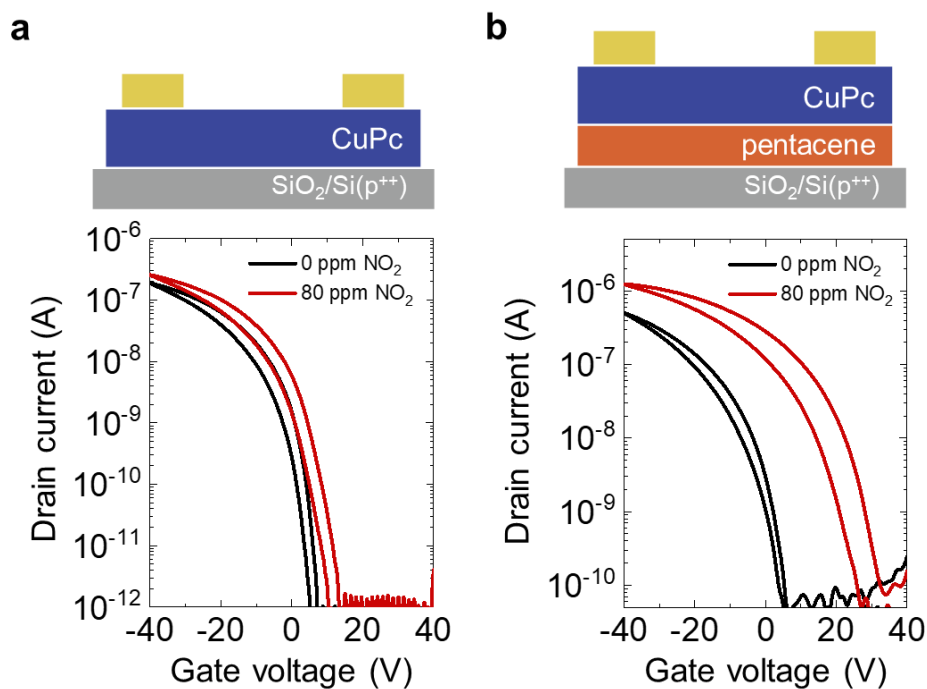 a
CuPc
SiO₂/Si(p⁺⁺)
10⁻⁶
10⁻⁷
10⁻⁸
10⁻⁹
10⁻¹⁰
10⁻¹¹
10⁻¹²
Drain current (A)
0 ppm NO₂
80 ppm NO₂
-40 -20 0 20 40
Gate voltage (V)
b
CuPc
pentacene
SiO₂/Si(p⁺⁺)
10⁻⁶
10⁻⁷
10⁻⁸
10⁻⁹
10⁻¹⁰
Drain current (A)
0 ppm NO₂
80 ppm NO₂
-40 -20 0 20 40
Gate voltage (V)